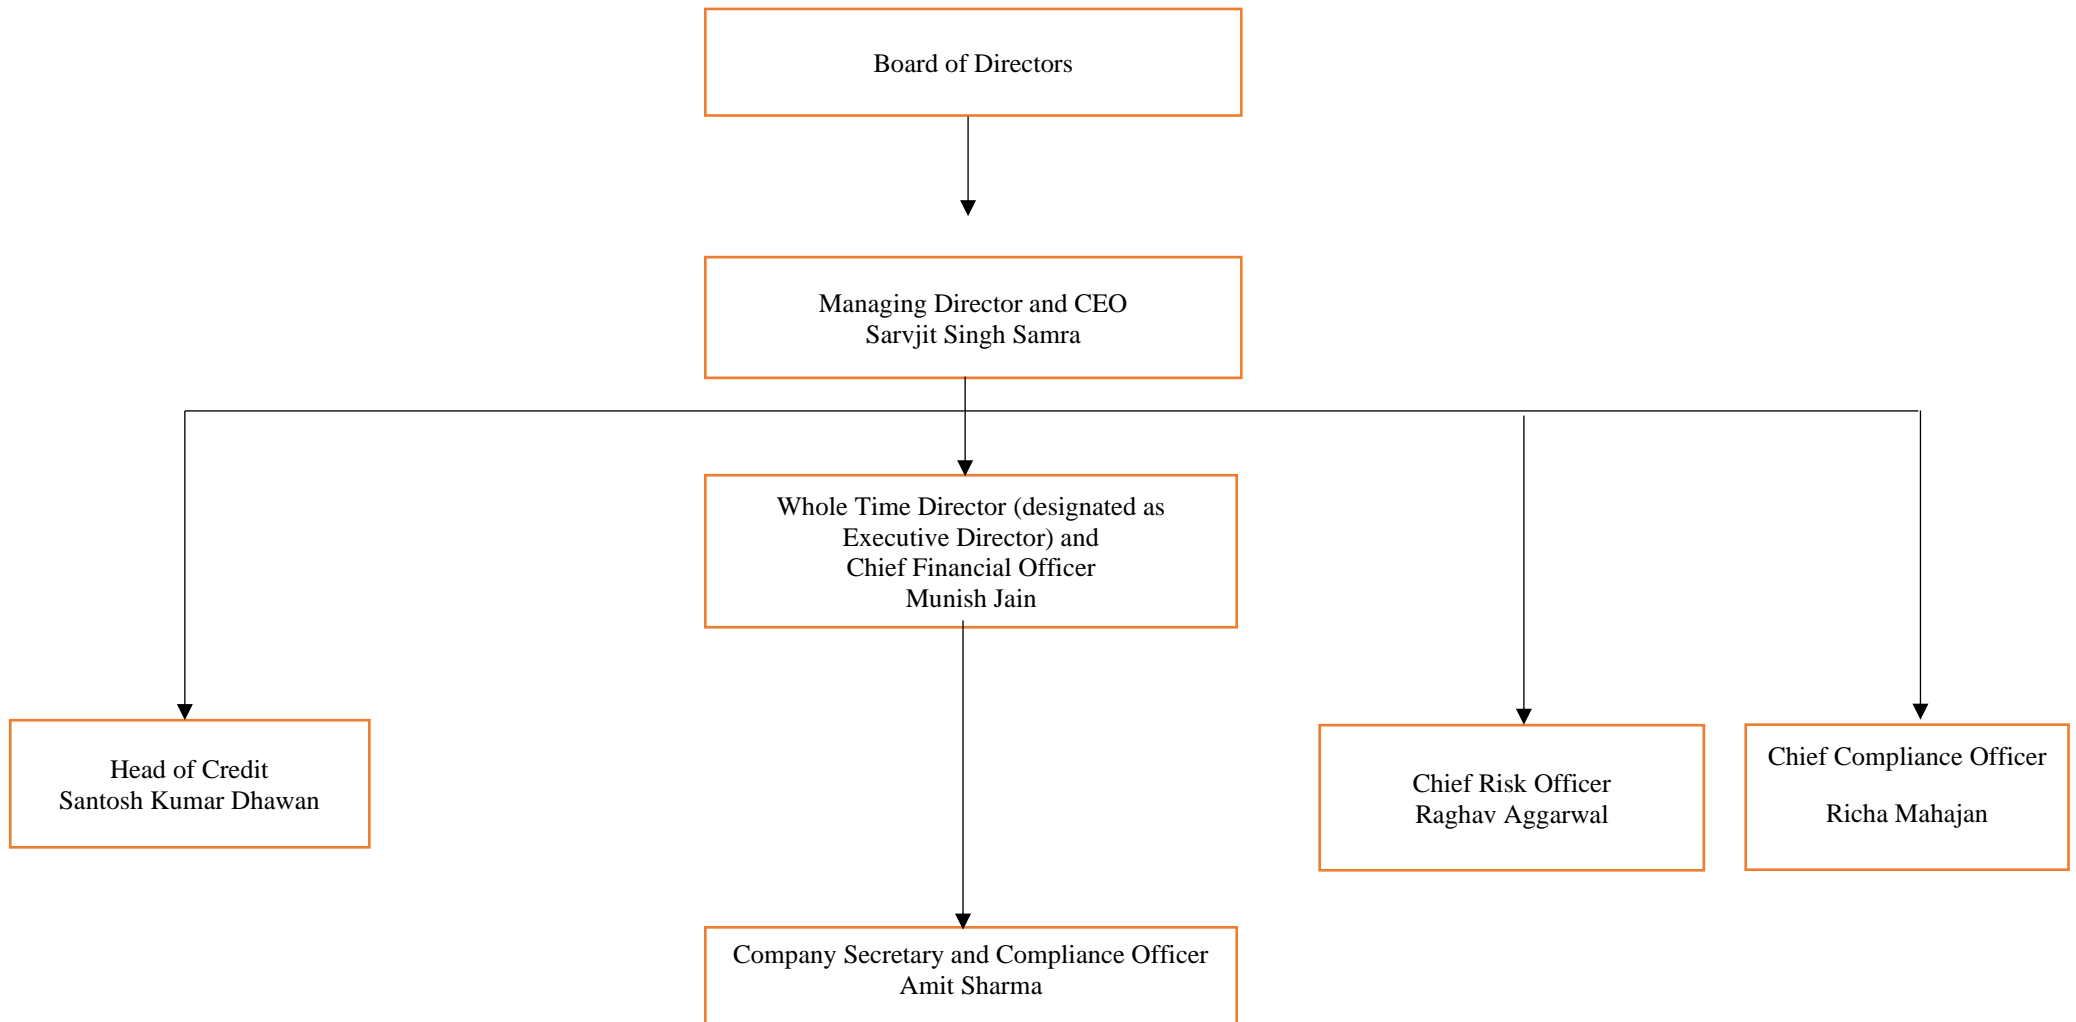 Board of Directors
Managing Director and CEO
Sarvjit Singh Samra
Whole Time Director (designated as
Executive Director) and
Chief Financial Officer
Munish Jain
Head of Credit
Santosh Kumar Dhawan
Chief Risk Officer
Raghav Aggarwal
Chief Compliance Officer
Richa Mahajan
Company Secretary and Compliance Officer
Amit Sharma